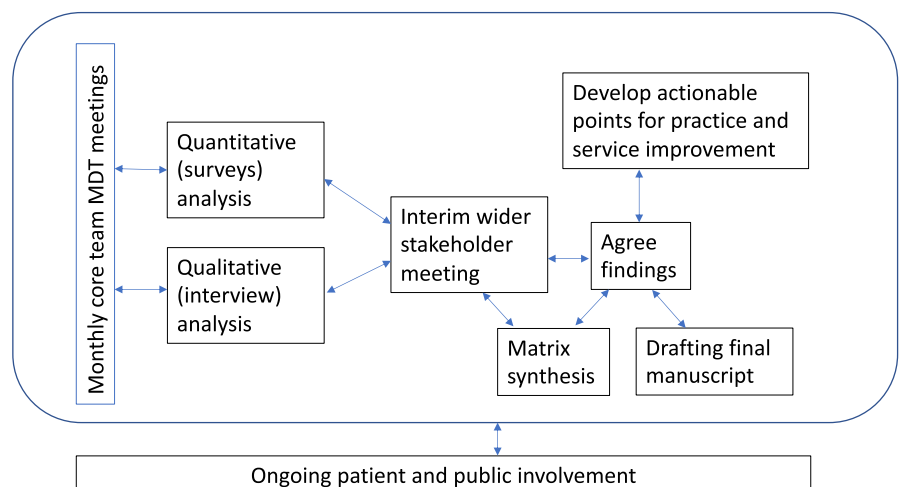 Monthly core team MDT meetings
Quantitative
(surveys)
analysis
Qualitative
(interview)
analysis
Interim wider
stakeholder
meeting
Develop actionable
points for practice and
service improvement
Agree
findings
Matrix
synthesis
Drafting final
manuscript
Ongoing patient and public involvement